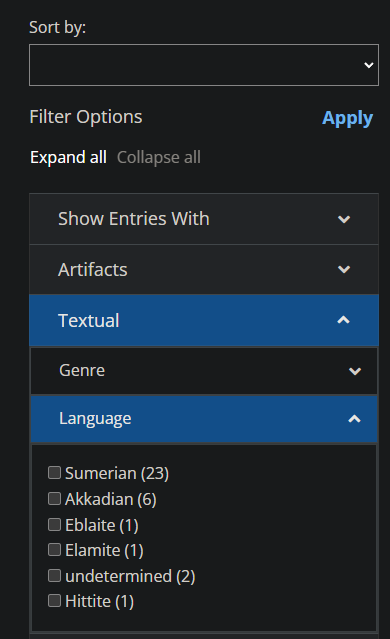 Sort by:
Filter Options Apply
Expand all Collapse all
Show Entries With
Artifacts
Textual
Genre
Language
Sumerian (23)
Akkadian (6)
Eblaite (1)
Elamite (1)
undetermined (2)
Hittite (1)